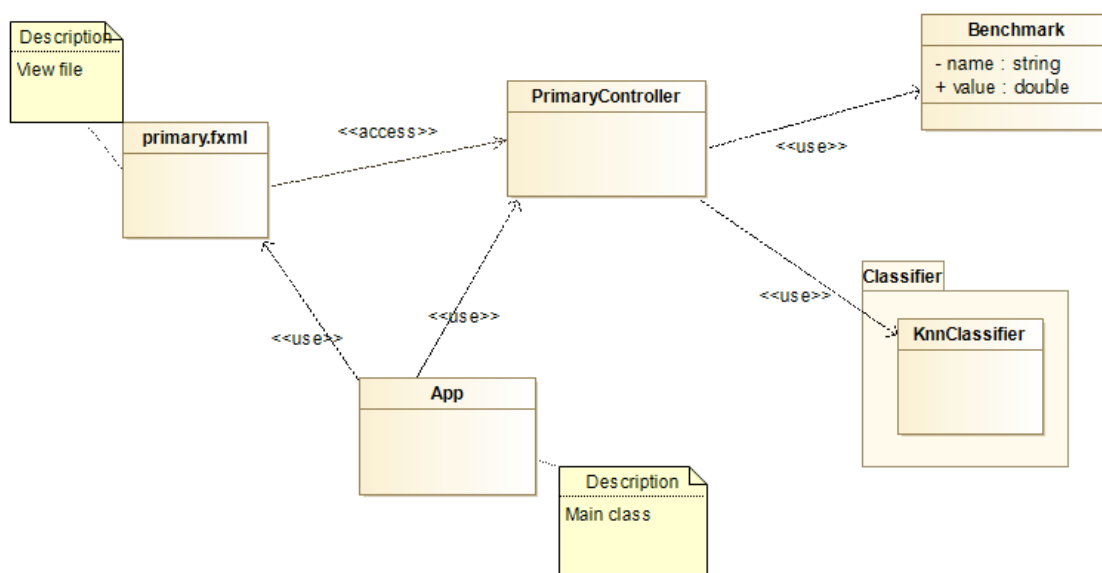 Description
View file
primary.fxml
<<access>>
PrimaryController
Benchmark
- name : string
+ value : double
<<use>>
Classifier
<<use>>
KnnClassifier
<<use>>
<<use>>
App
Description
Main class